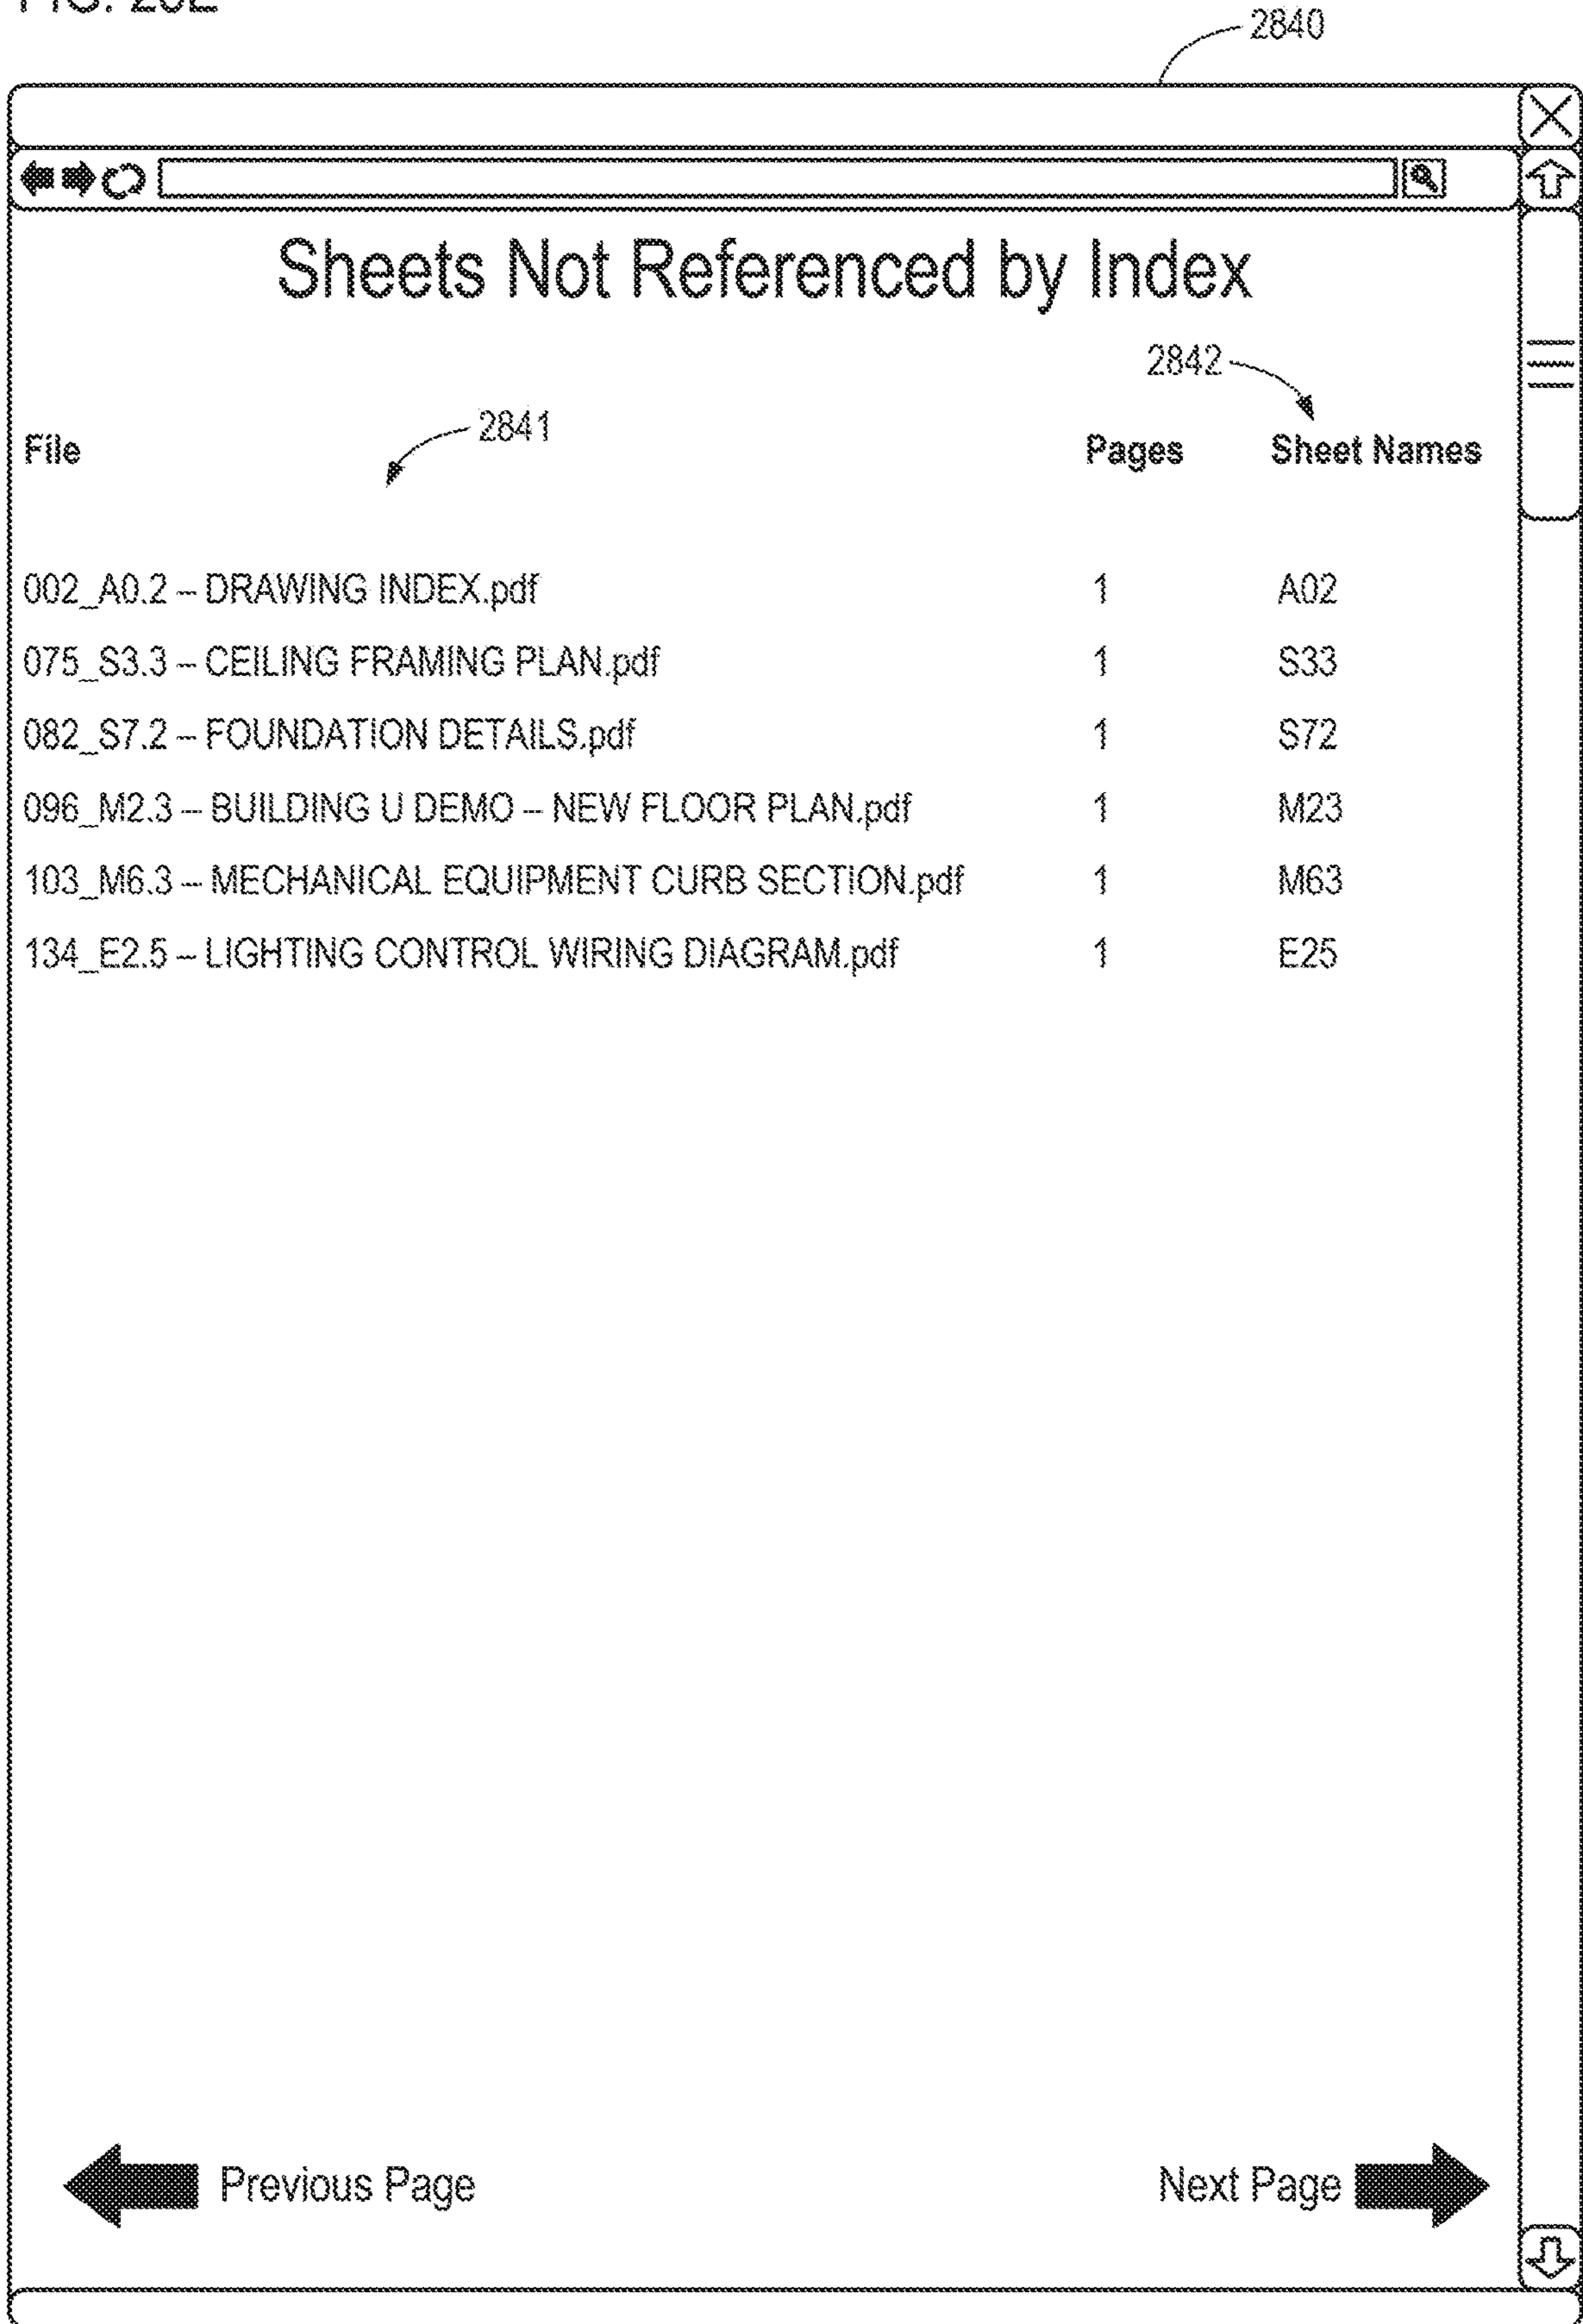 2840
Sheets Not Referenced by Index
2842
2841
File Pages Sheet Names
002_A0.2 – DRAWING INDEX.pdf 1 A02
075_S3.3 – CEILING FRAMING PLAN.pdf 1 S33
082_S7.2 – FOUNDATION DETAILS.pdf 1 S72
096_M2.3 – BUILDING U DEMO – NEW FLOOR PLAN.pdf 1 M23
103_M6.3 – MECHANICAL EQUIPMENT CURB SECTION.pdf 1 M63
134_E2.5 – LIGHTING CONTROL WIRING DIAGRAM.pdf 1 E25
Previous Page Next Page